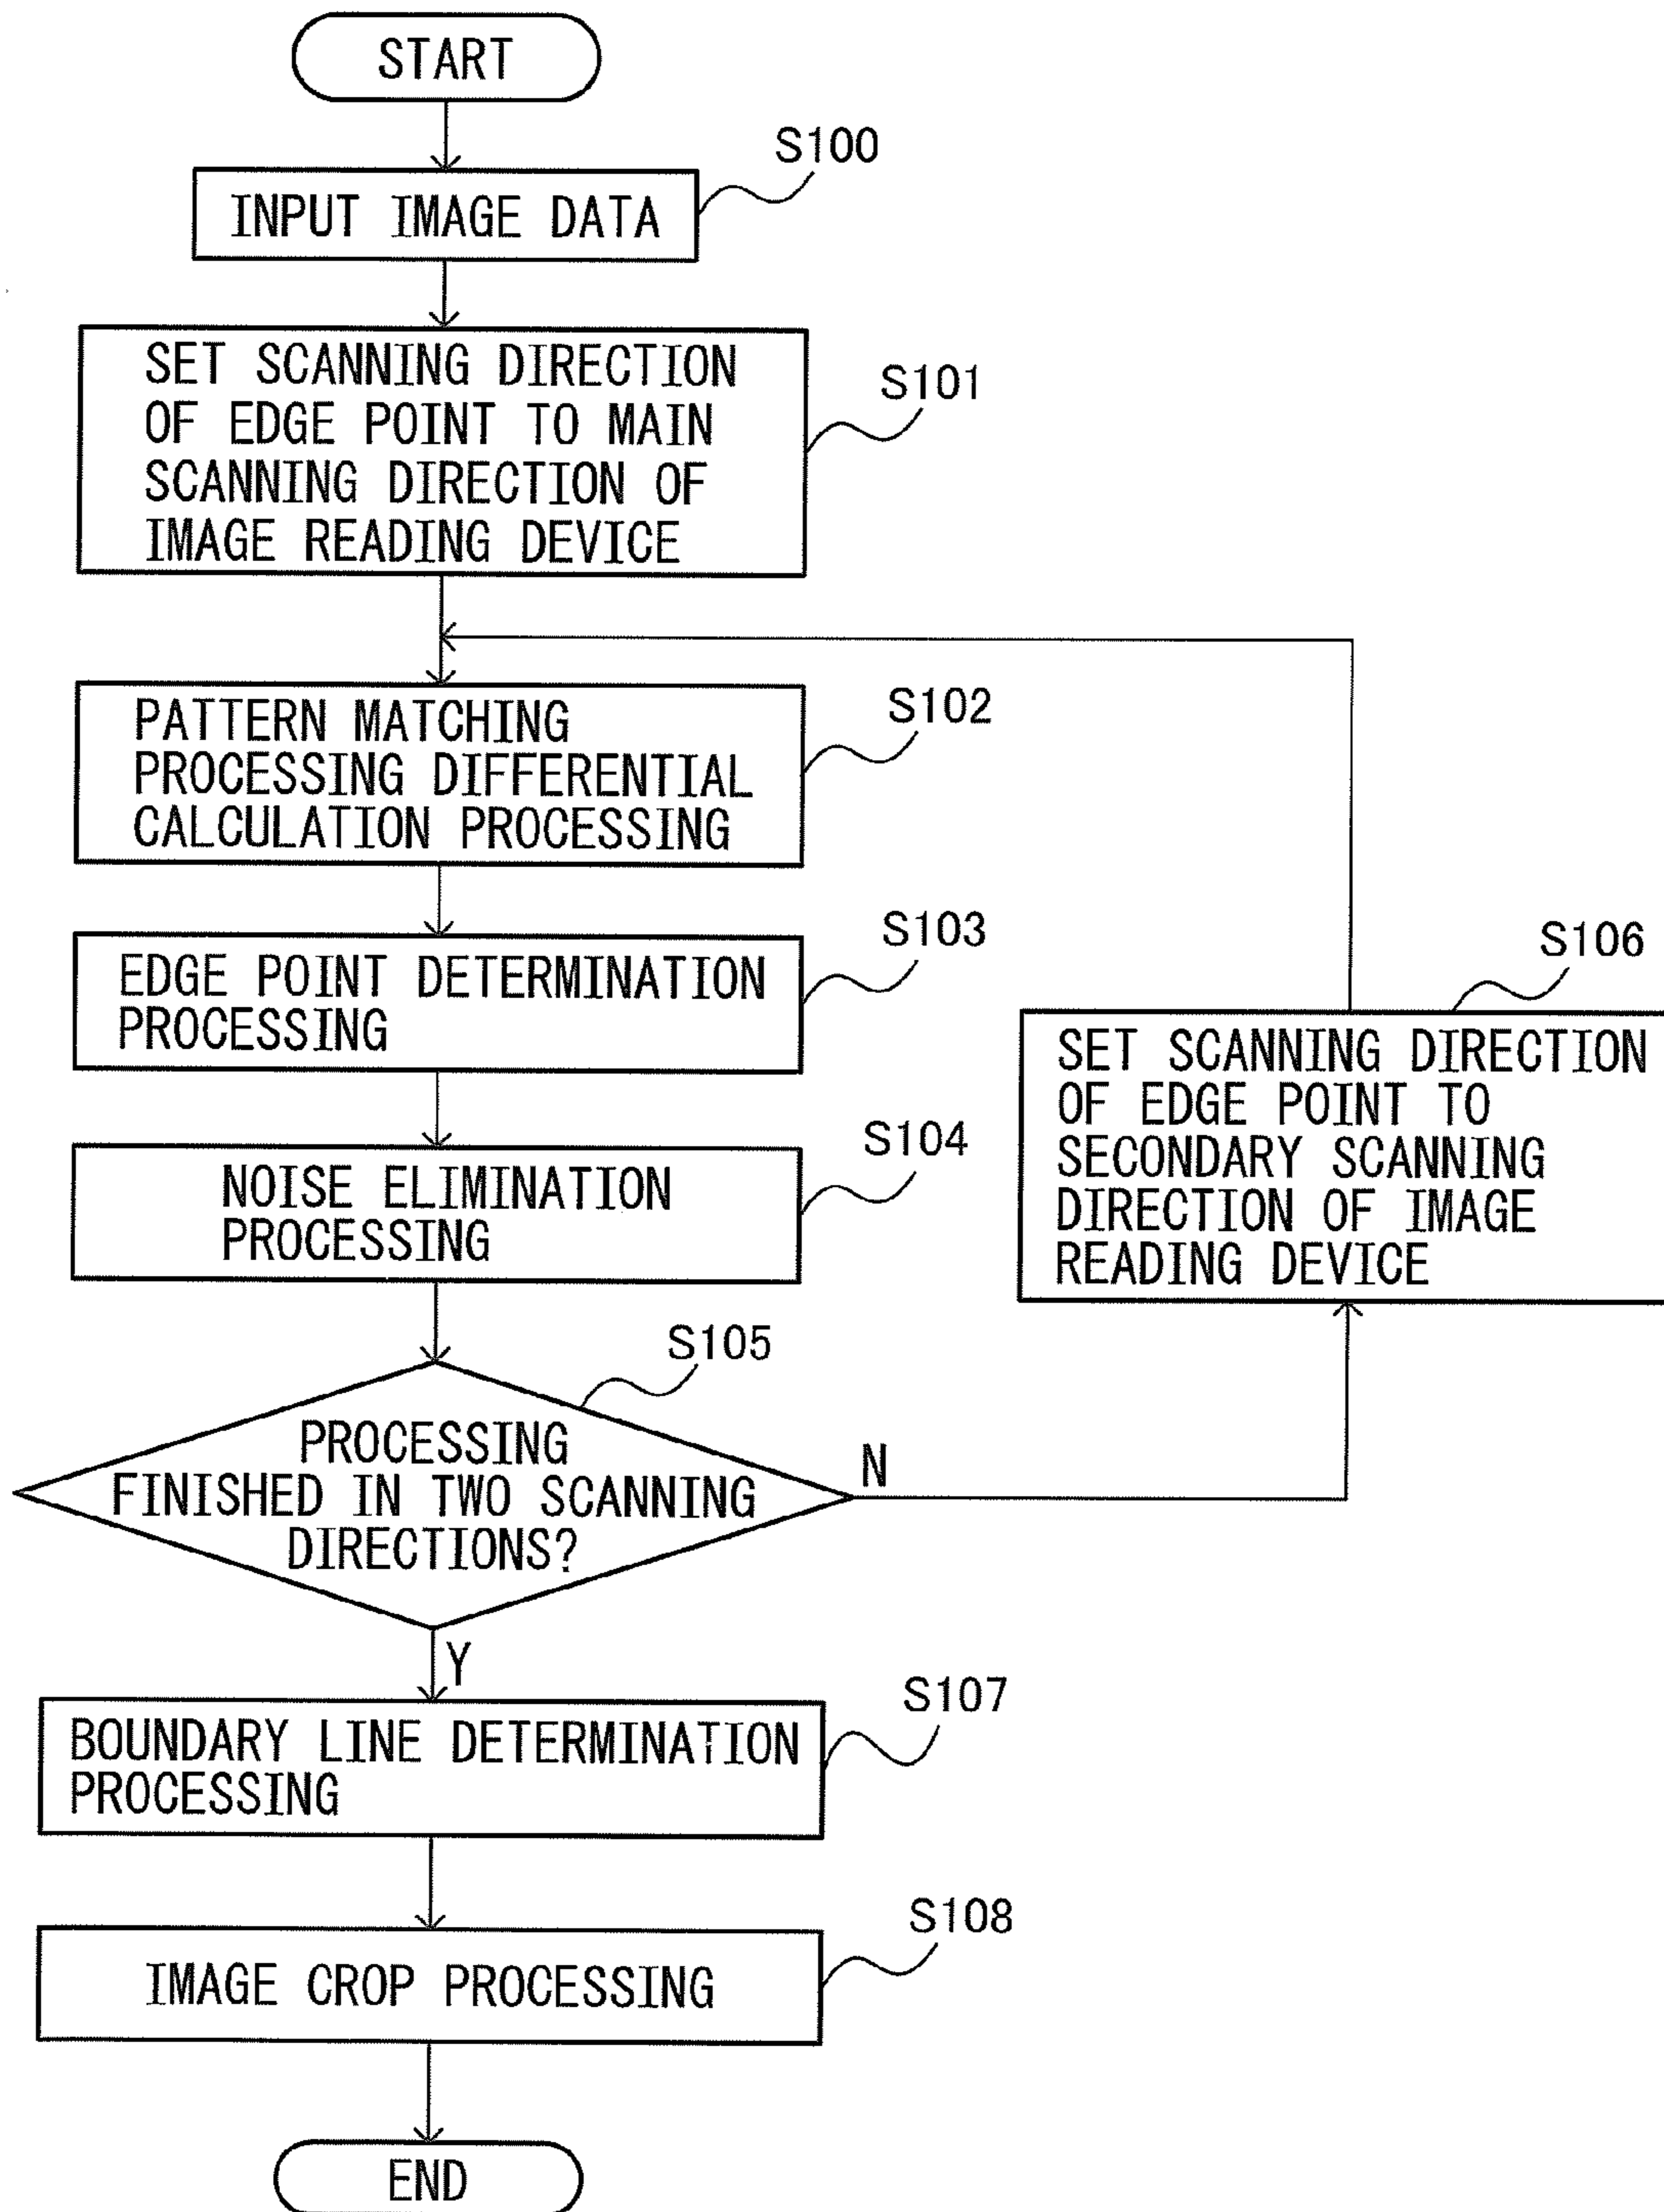 START
S100
INPUT IMAGE DATA
S101
SET SCANNING DIRECTION
OF EDGE POINT TO MAIN
SCANNING DIRECTION OF
IMAGE READING DEVICE
S102
PATTERN MATCHING
PROCESSING DIFFERENTIAL
CALCULATION PROCESSING
S103
EDGE POINT DETERMINATION
PROCESSING
S104
NOISE ELIMINATION
PROCESSING
S105
PROCESSING
FINISHED IN TWO SCANNING
DIRECTIONS?
N
Y
S106
SET SCANNING DIRECTION
OF EDGE POINT TO
SECONDARY SCANNING
DIRECTION OF IMAGE
READING DEVICE
S107
BOUNDARY LINE DETERMINATION
PROCESSING
S108
IMAGE CROP PROCESSING
END